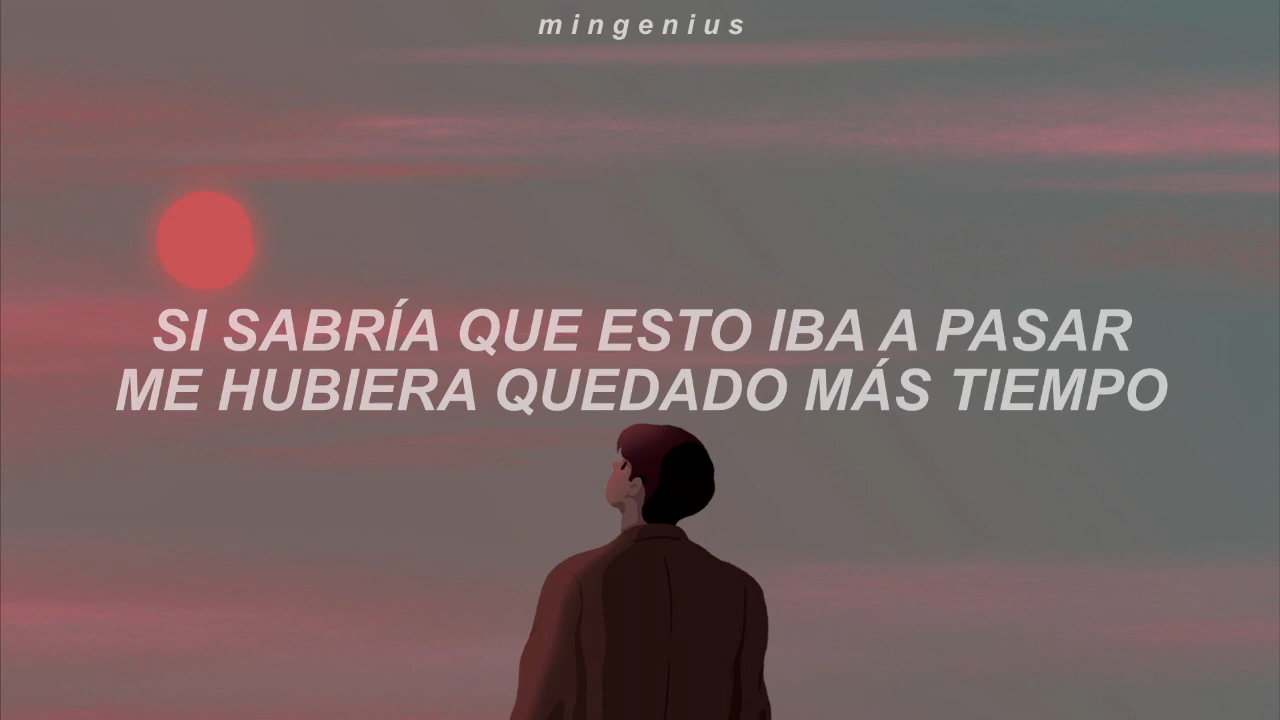 mingenius
SI SABRÍA QUE ESTO IBA A PASAR
ME HUBIERA QUEDADO MÁS TIEMPO